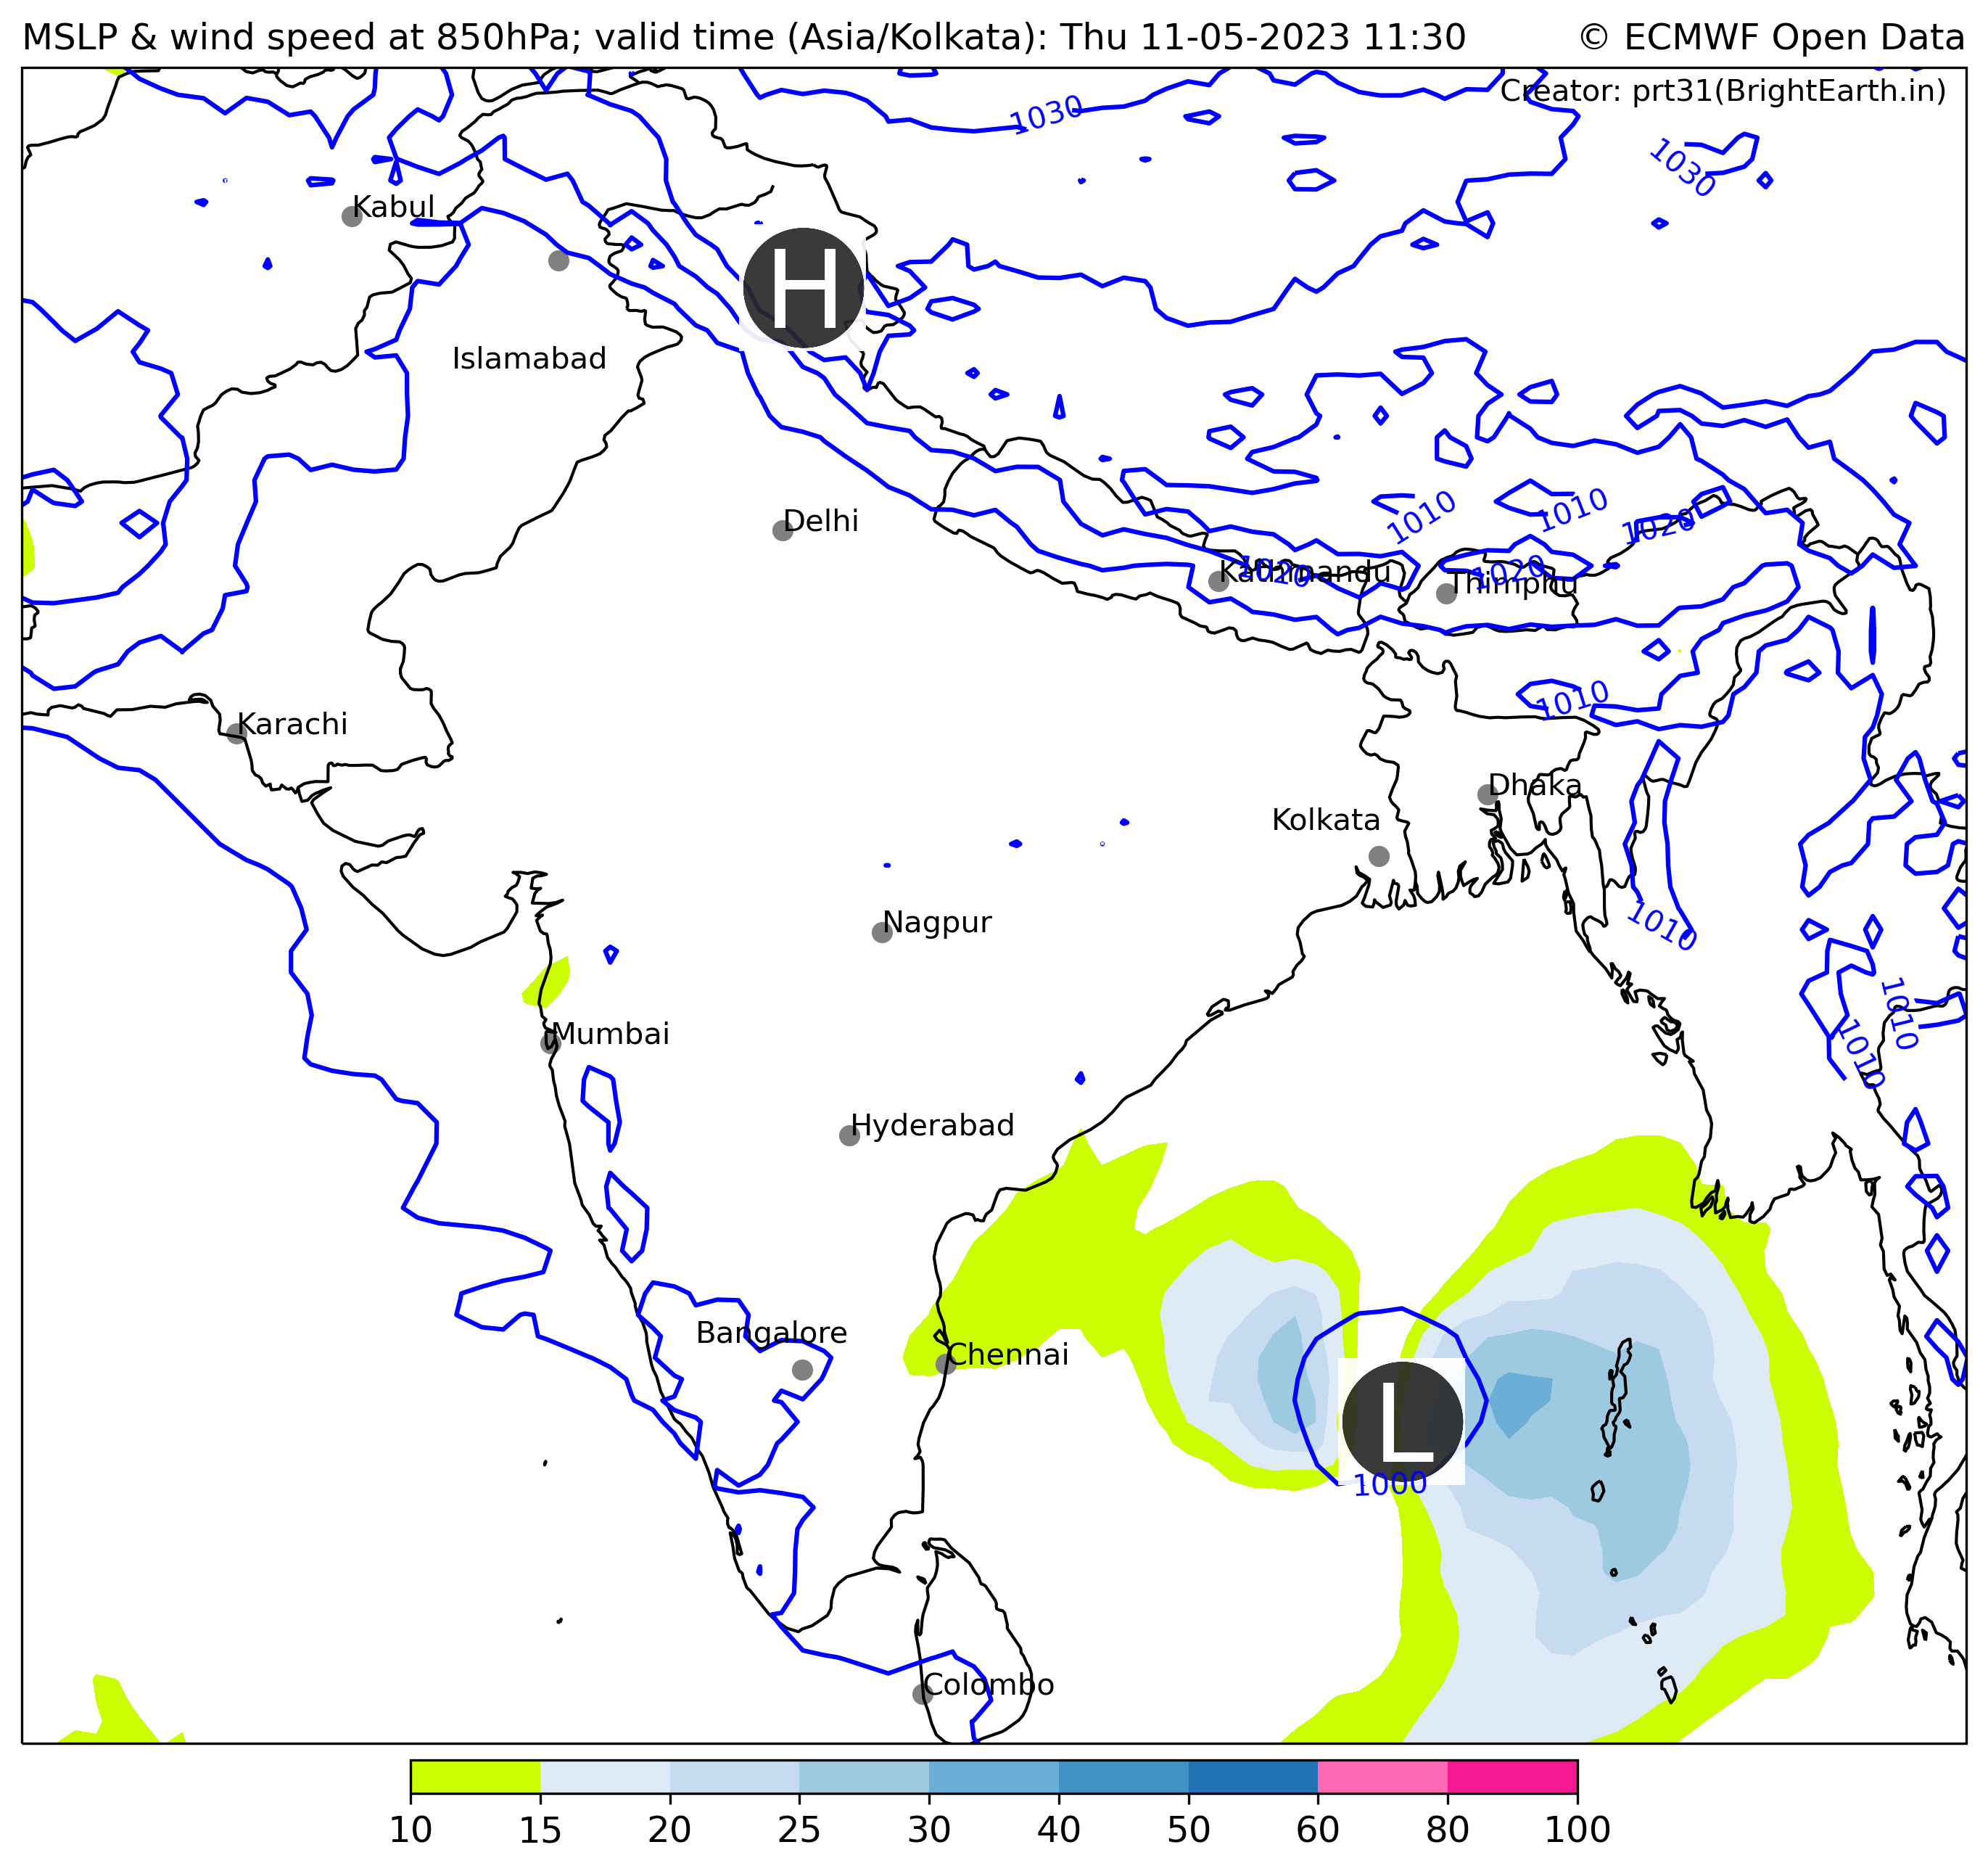 MSLP & wind speed at 850hPa; valid time (Asia/Kolkata): Thu 11-05-2023 11:30
© ECMWF Open Data
Creator: prt31(BrightEarth.in)
1030
1030
Kabul
H
Islamabad
1010
1010
1020
Delhi
Kathmandu
1020
Thimphu
1020
1010
Karachi
Dhaka
Kolkata
1010
Nagpur
1010
1010
Mumbai
Hyderabad
Bangalore
Chennai
L
1000
Colombo
10 15 20 25 30 40 50 60 80 100